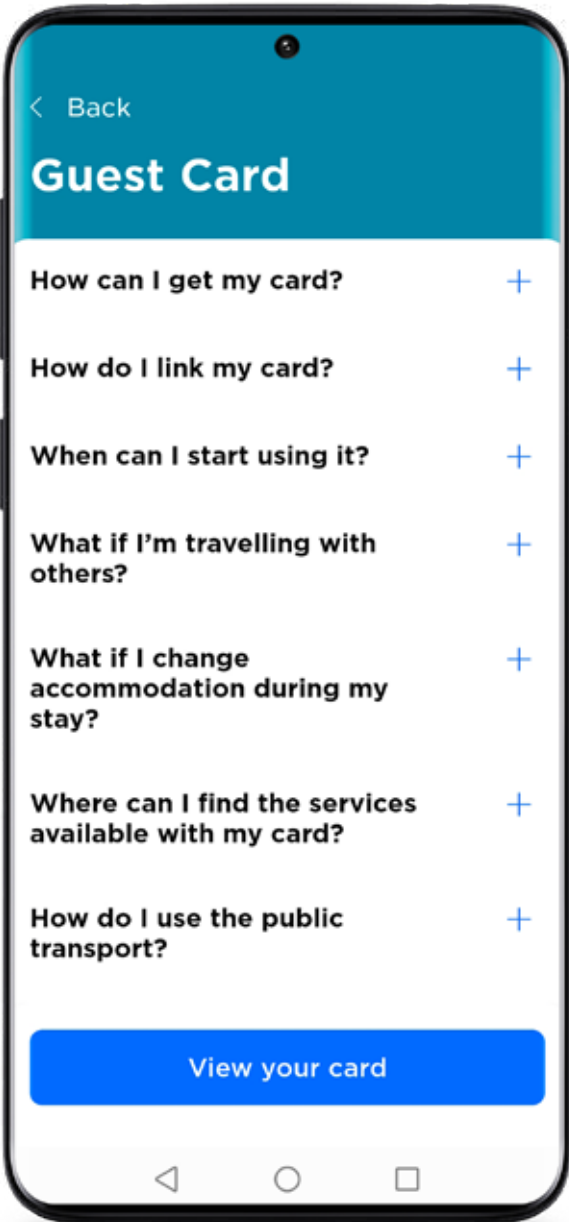 Back
Guest Card
How can I get my card?
How do I link my card?
When can I start using it?
What if I’m travelling with
others?
What if I change
accommodation during my
stay?
Where can I find the services
available with my card?
How do I use the public
transport?
View your card